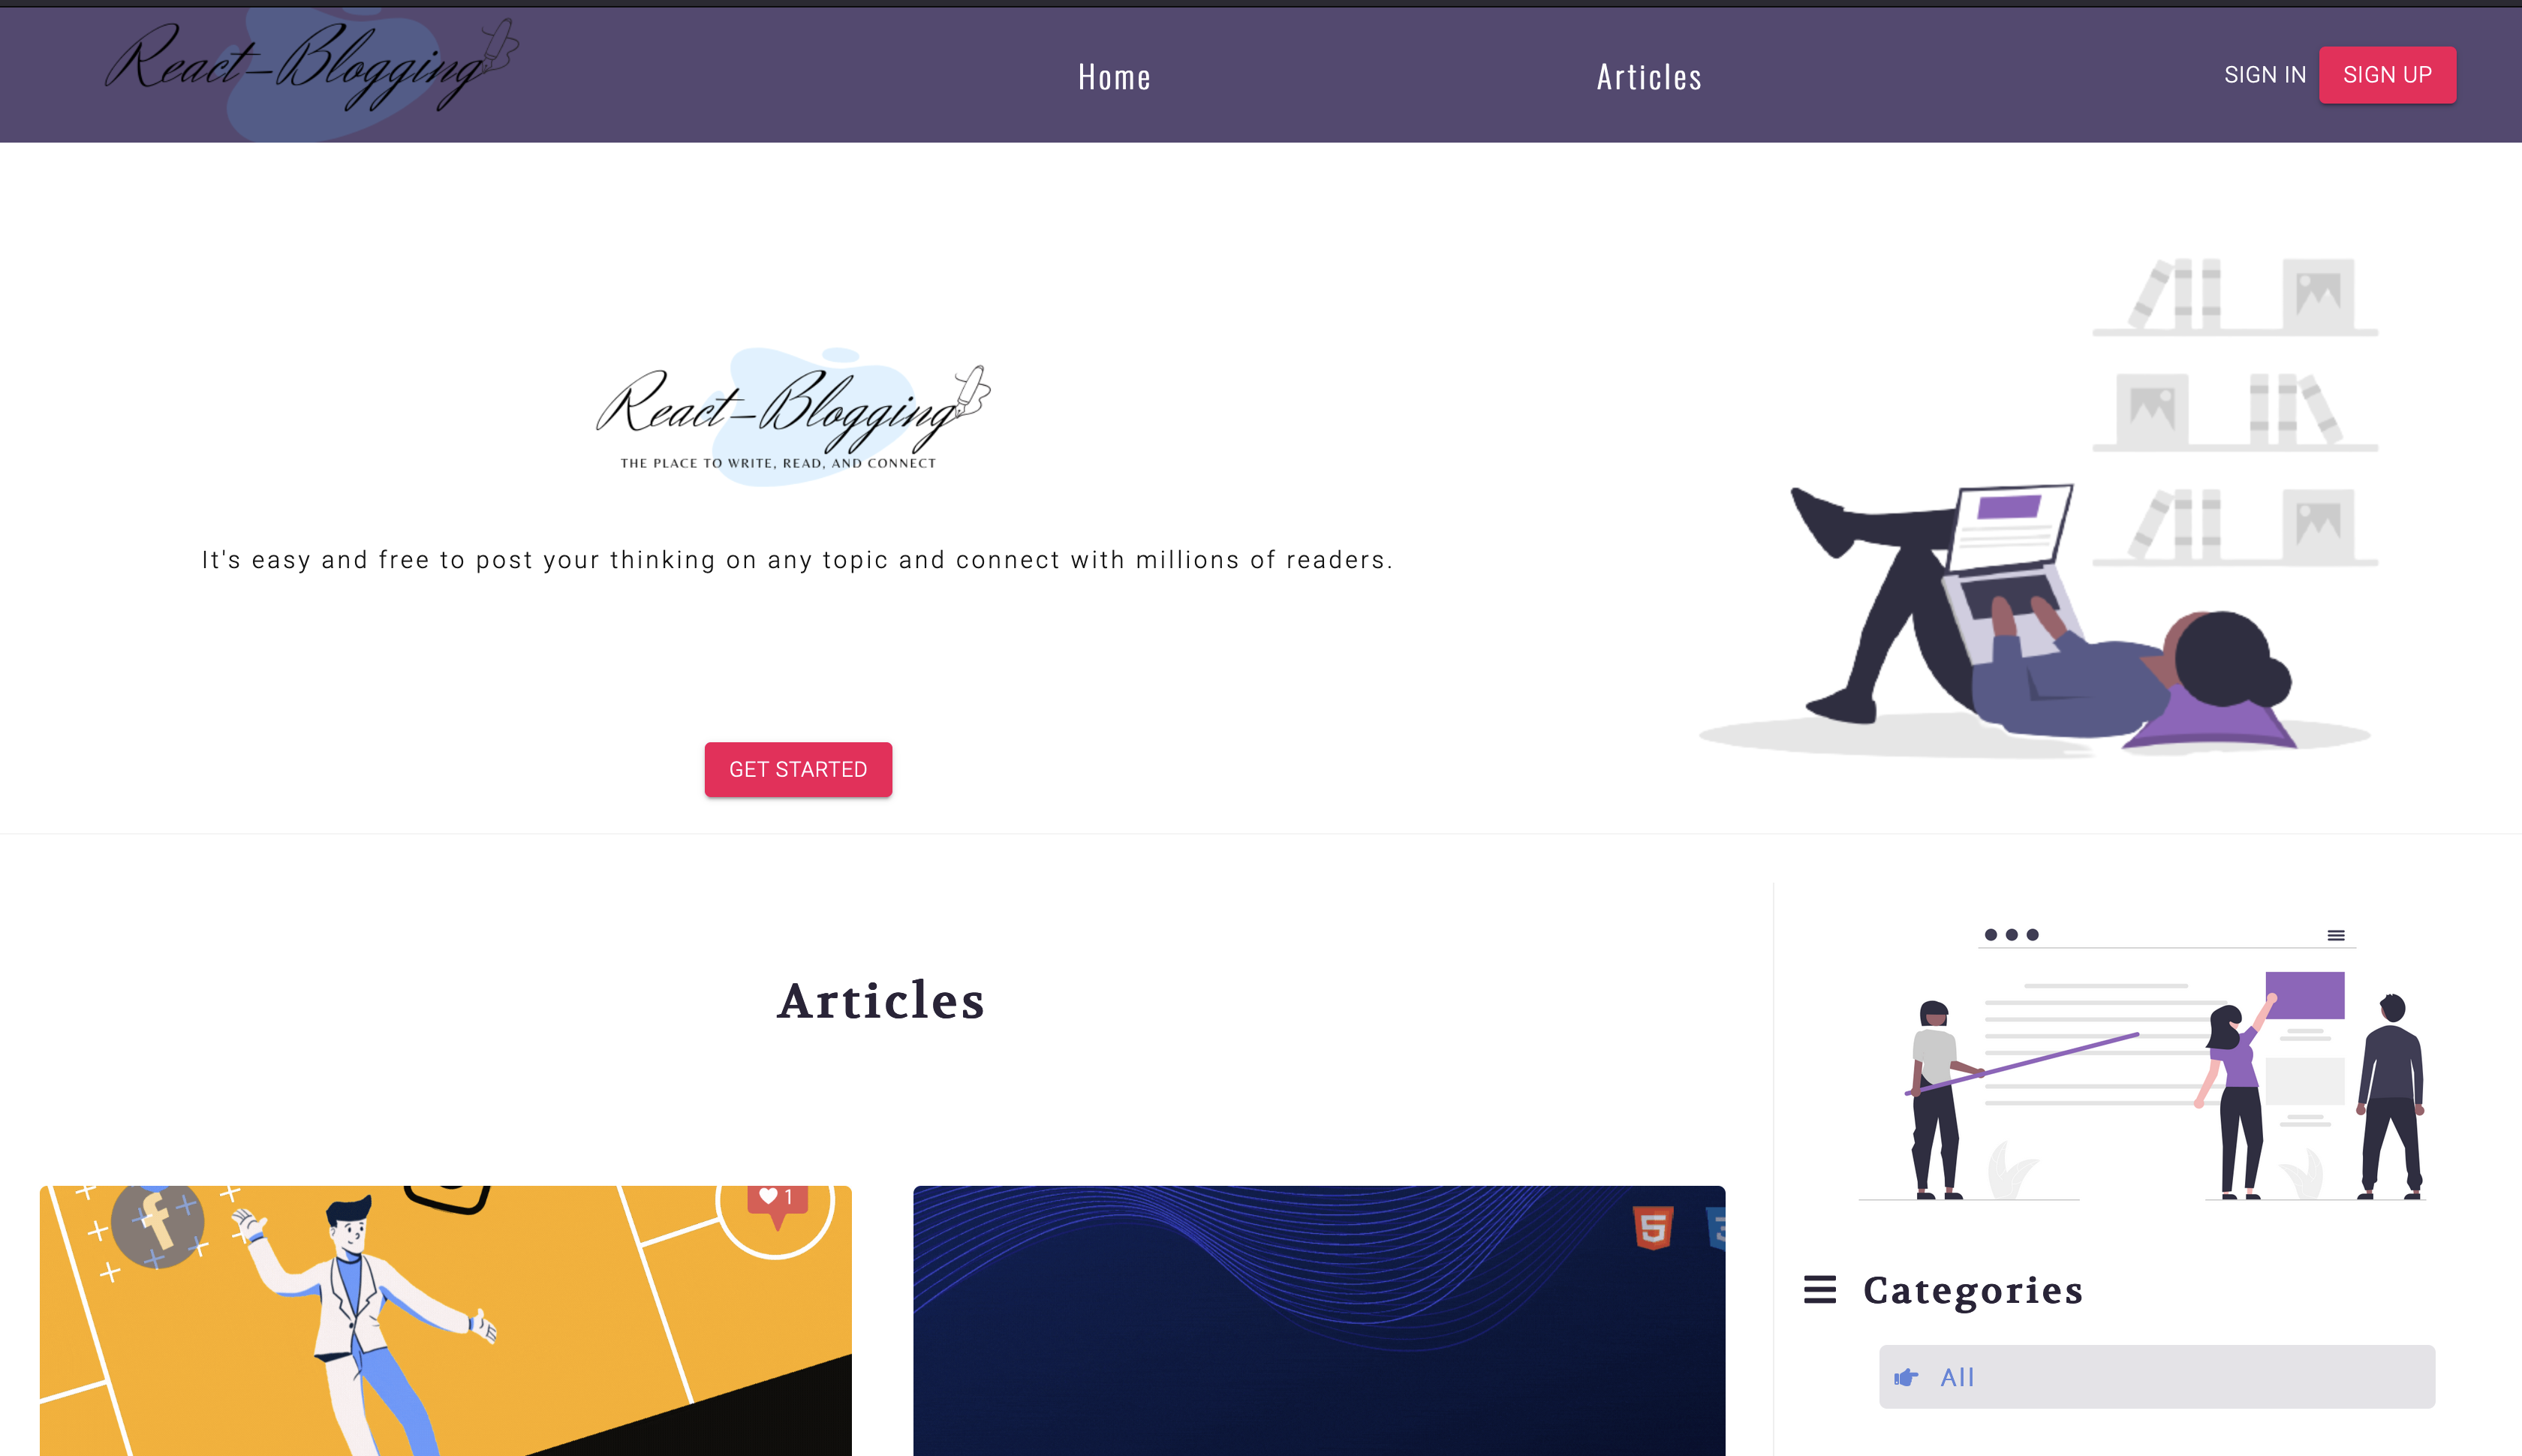 React-Blogging
Home
Articles
SIGN IN
SIGN UP
React-Blogging
THE PLACE TO WRITE, READ, AND CONNECT
It's easy and free to post your thinking on any topic and connect with millions of readers.
GET STARTED
Articles
f
1
5
3
Categories
All